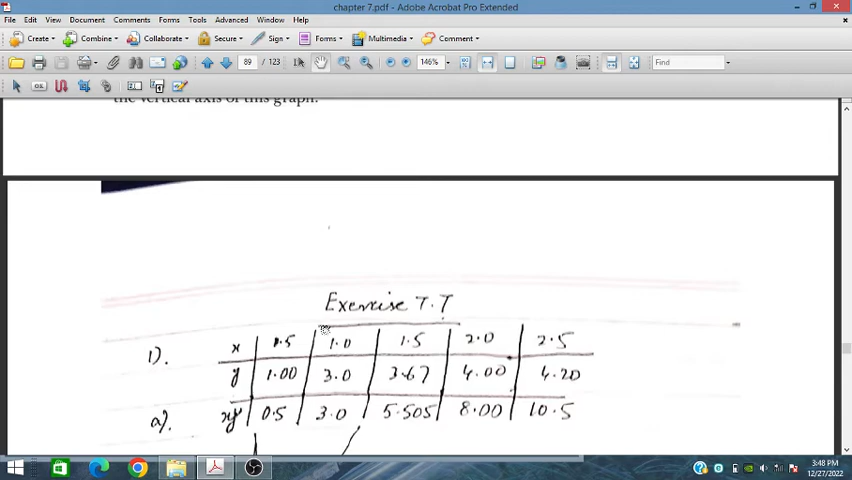 chapter 7.pdf - Adobe Acrobat Pro Extended
File Edit View Document Comments Forms Tools Advanced Window Help
Create Combine Collaborate Secure Sign Forms Multimedia Comment
89 / 123 146% Find
the vertical axis of this graph.
Exercise 7.7
1). x 0.5 1.0 1.5 2.0 2.5
y 1.00 3.0 3.67 4.00 4.20
a). xy 0.5 3.0 5.505 8.00 10.5
3:48 PM
12/27/2022